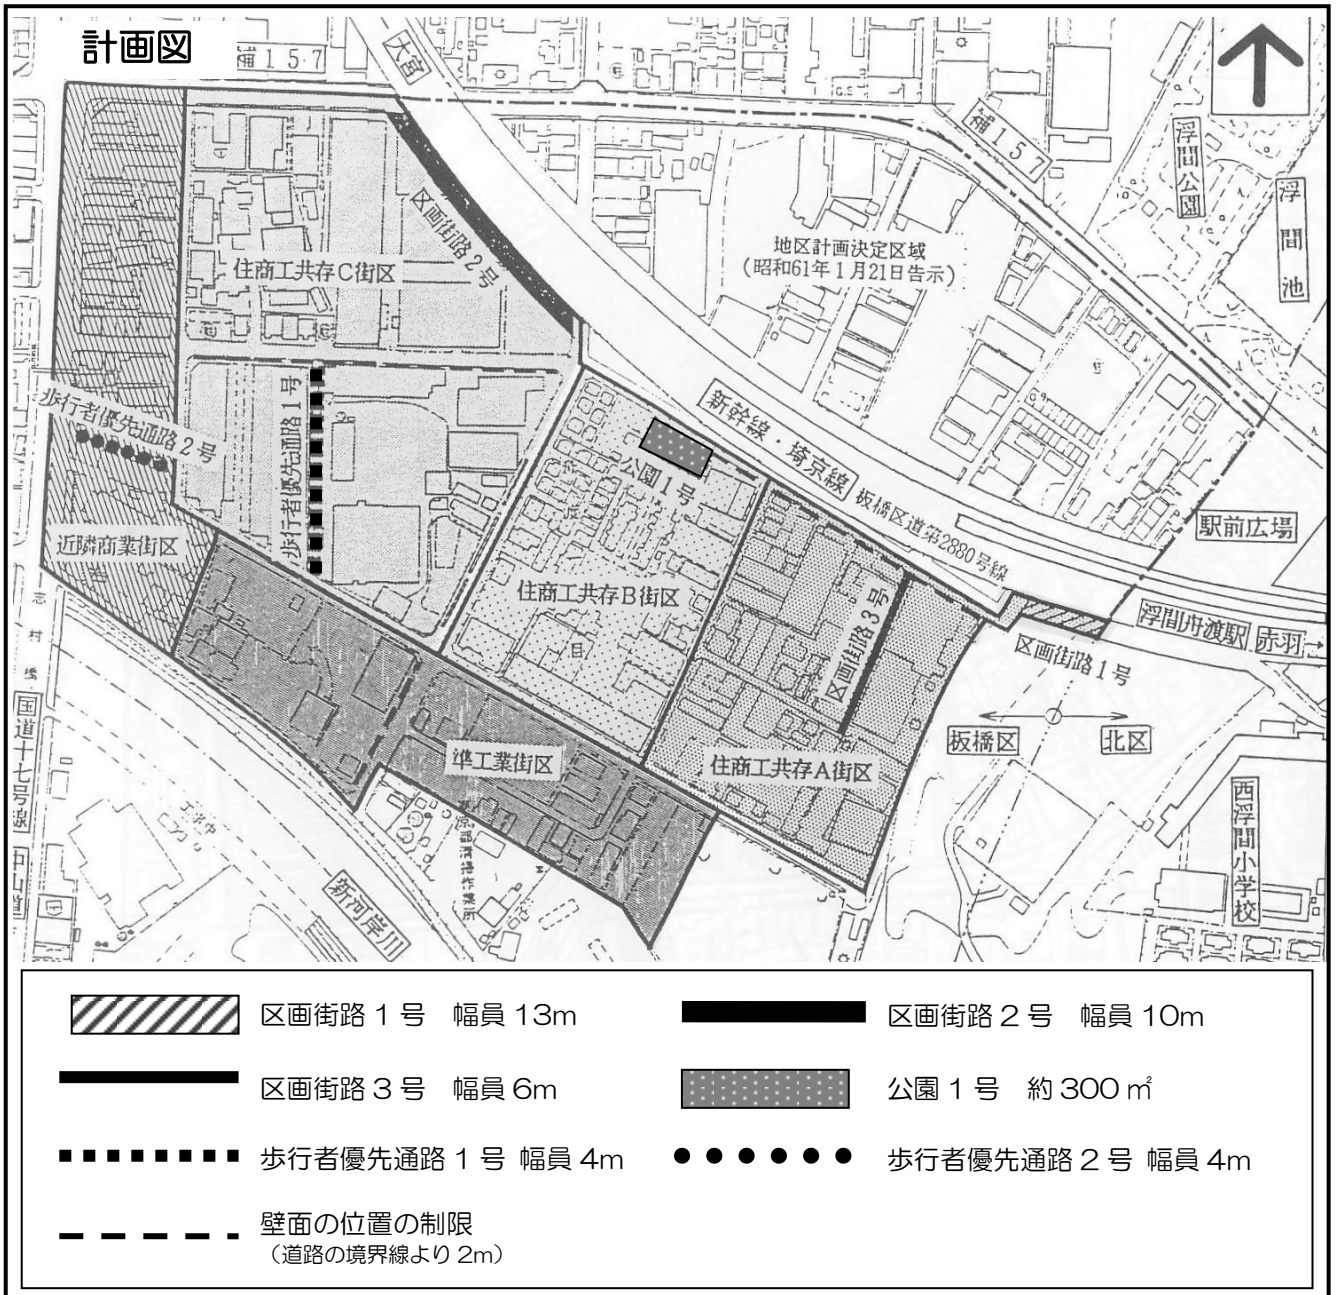 計画図
補157
大宮
補157
浮間公園
浮間池
区画街路2号
地区計画決定区域
(昭和61年1月21日告示)
住商工共存C街区
新幹線・埼京線
歩行者優先通路1号
歩行者優先通路2号
公園1号
板橋区道第2880号線
駅前広場
近隣商業街区
住商工共存B街区
区画街路3号
浮間舟渡駅
赤羽
志村橋
区画街路1号
国道十七号線
板橋区
北区
準工業街区
住商工共存A街区
西浮間小学校
中山道
新河岸川
区画街路1号 幅員13m
区画街路2号 幅員10m
区画街路3号 幅員6m
公園1号 約300㎡
歩行者優先通路1号 幅員4m
歩行者優先通路2号 幅員4m
壁面の位置の制限
(道路の境界線より2m)